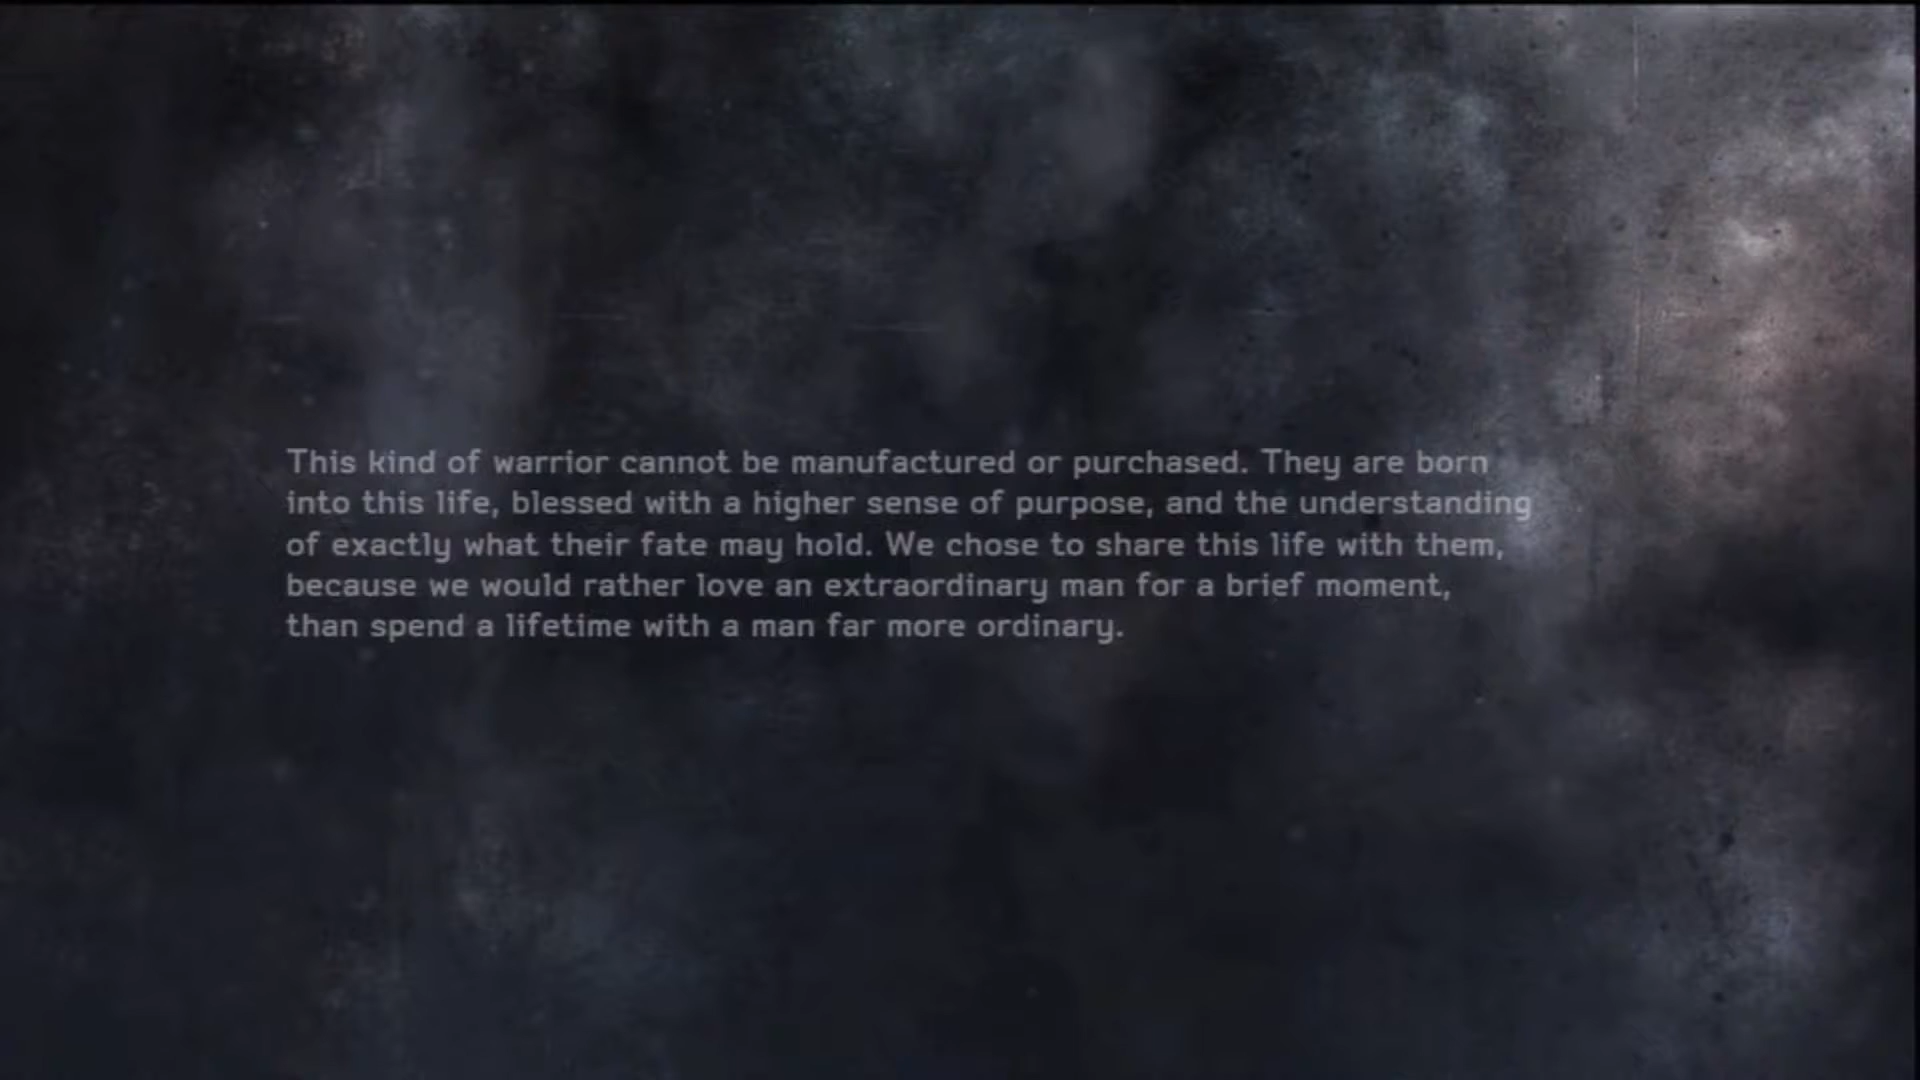 This kind of warrior cannot be manufactured or purchased. They are born
into this life, blessed with a higher sense of purpose, and the understanding
of exactly what their fate may hold. We chose to share this life with them,
because we would rather love an extraordinary man for a brief moment,
than spend a lifetime with a man far more ordinary.